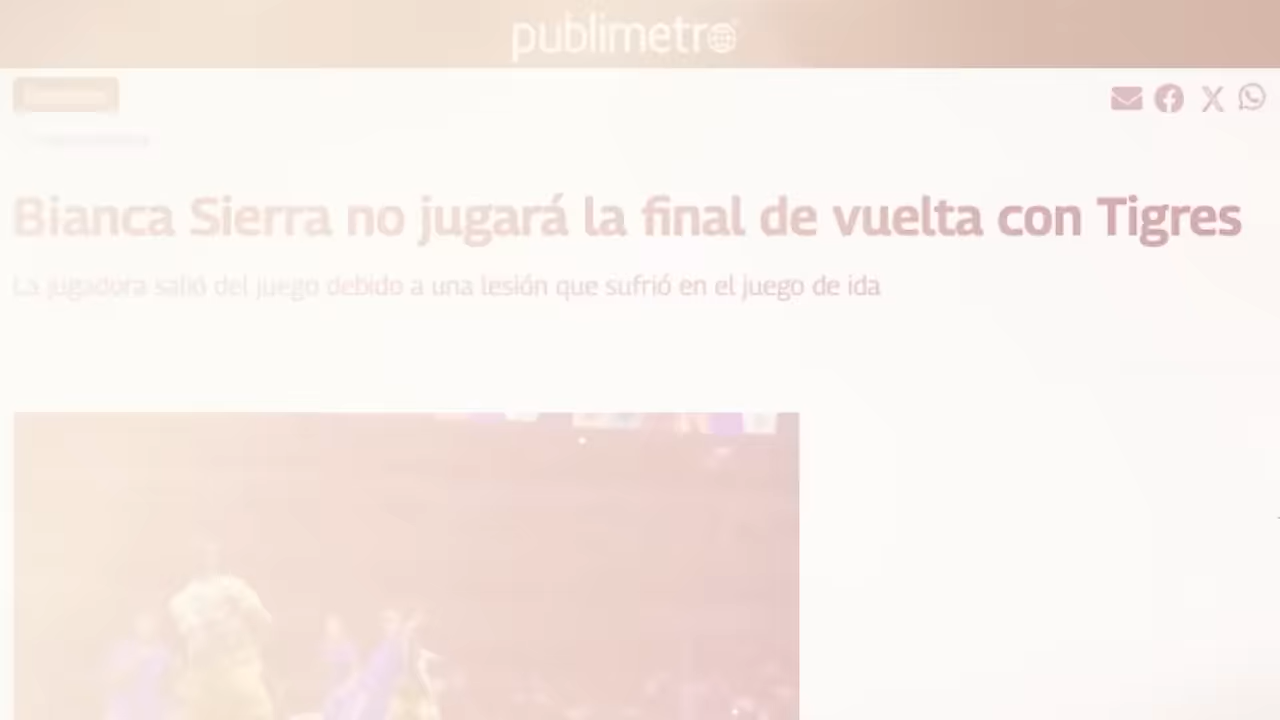 publimetro
Bianca Sierra no jugará la final de vuelta con Tigres
La jugadora salió del juego debido a una lesión que sufrió en el juego de ida